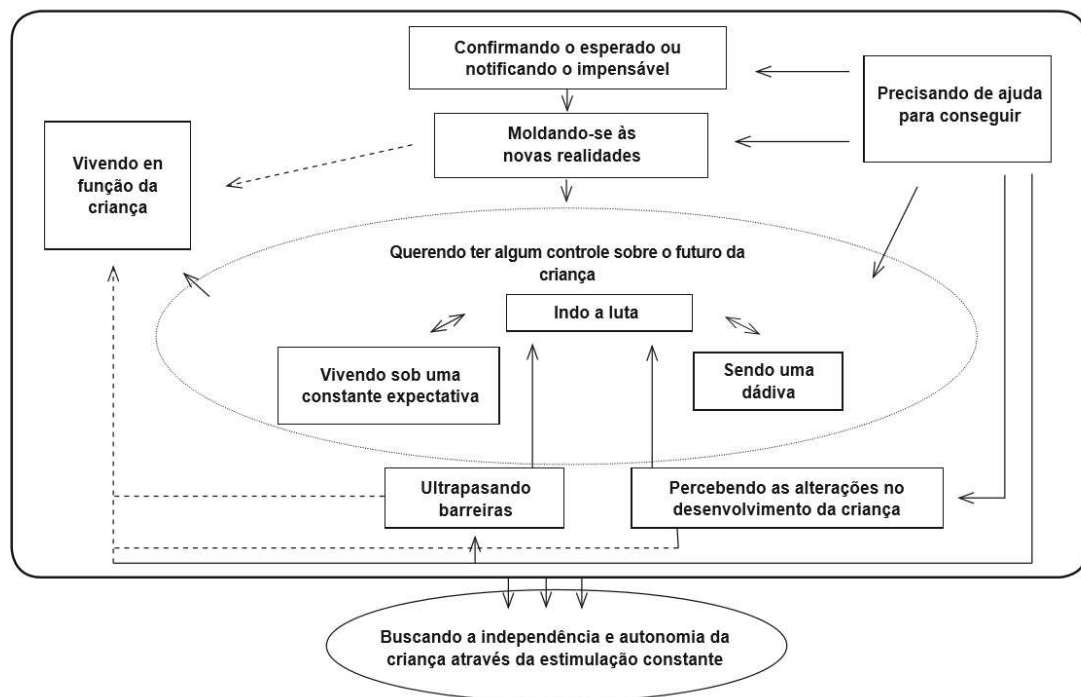 Confirmando o esperado ou
notificando o impensável
Precisando de ajuda
para conseguir
Moldando-se às
novas realidades
Vivendo en
função da
criança
Querendo ter algum controle sobre o futuro da
criança
Indo a luta
Vivendo sob uma
constante expectativa
Sendo uma
dádiva
Ultrapasando
barreiras
Percebendo as alterações no
desenvolvimento da criança
Buscando a independência e autonomia da
criança através da estimulação constante